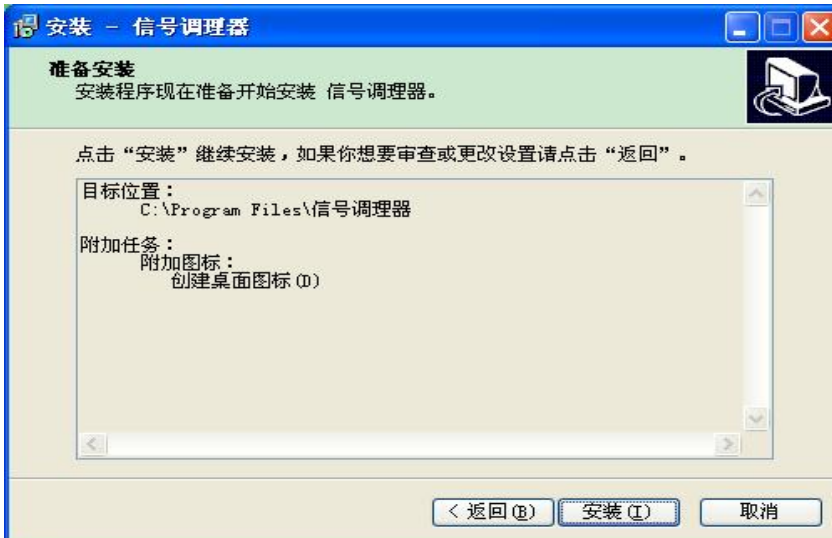 安装 - 信号调理器
准备安装
安装程序现在准备开始安装 信号调理器。
点击“安装”继续安装，如果你想要审查或更改设置请点击“返回”。
目标位置：
C:\Program Files\信号调理器
附加任务：
附加图标：
创建桌面图标(D)
< 返回(B) 安装(I) 取消